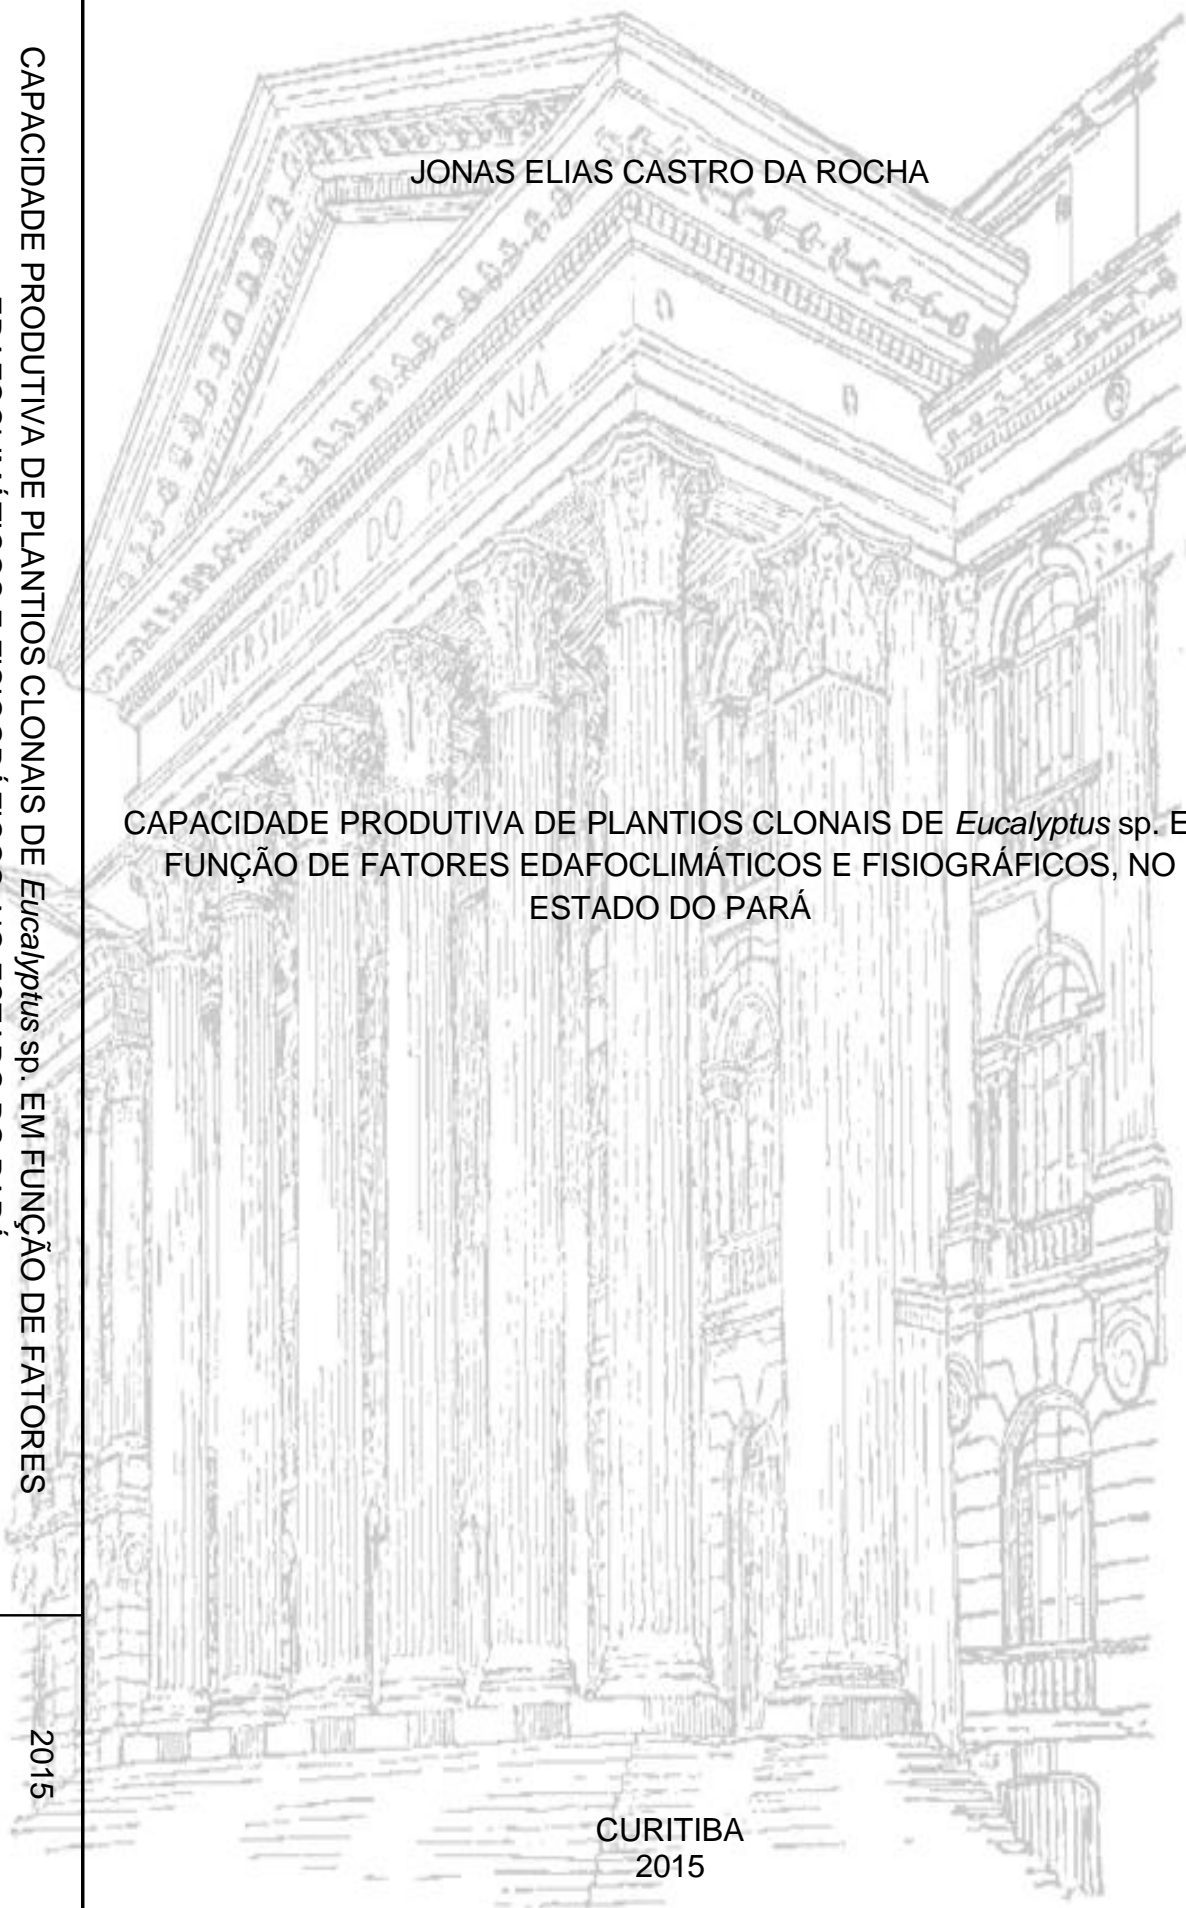 JONAS ELIAS CASTRO DA ROCHA
UNIVERSIDADE DO PARANÁ
CAPACIDADE PRODUTIVA DE PLANTIOS CLONAIS DE Eucalyptus sp. E
FUNÇÃO DE FATORES EDAFOCLIMÁTICOS E FISIOGRÁFICOS, NO
ESTADO DO PARÁ
CURITIBA
2015
CAPACIDADE PRODUTIVA DE PLANTIOS CLONAIS DE Eucalyptus sp. EM FUNÇÃO DE FATORES
2015